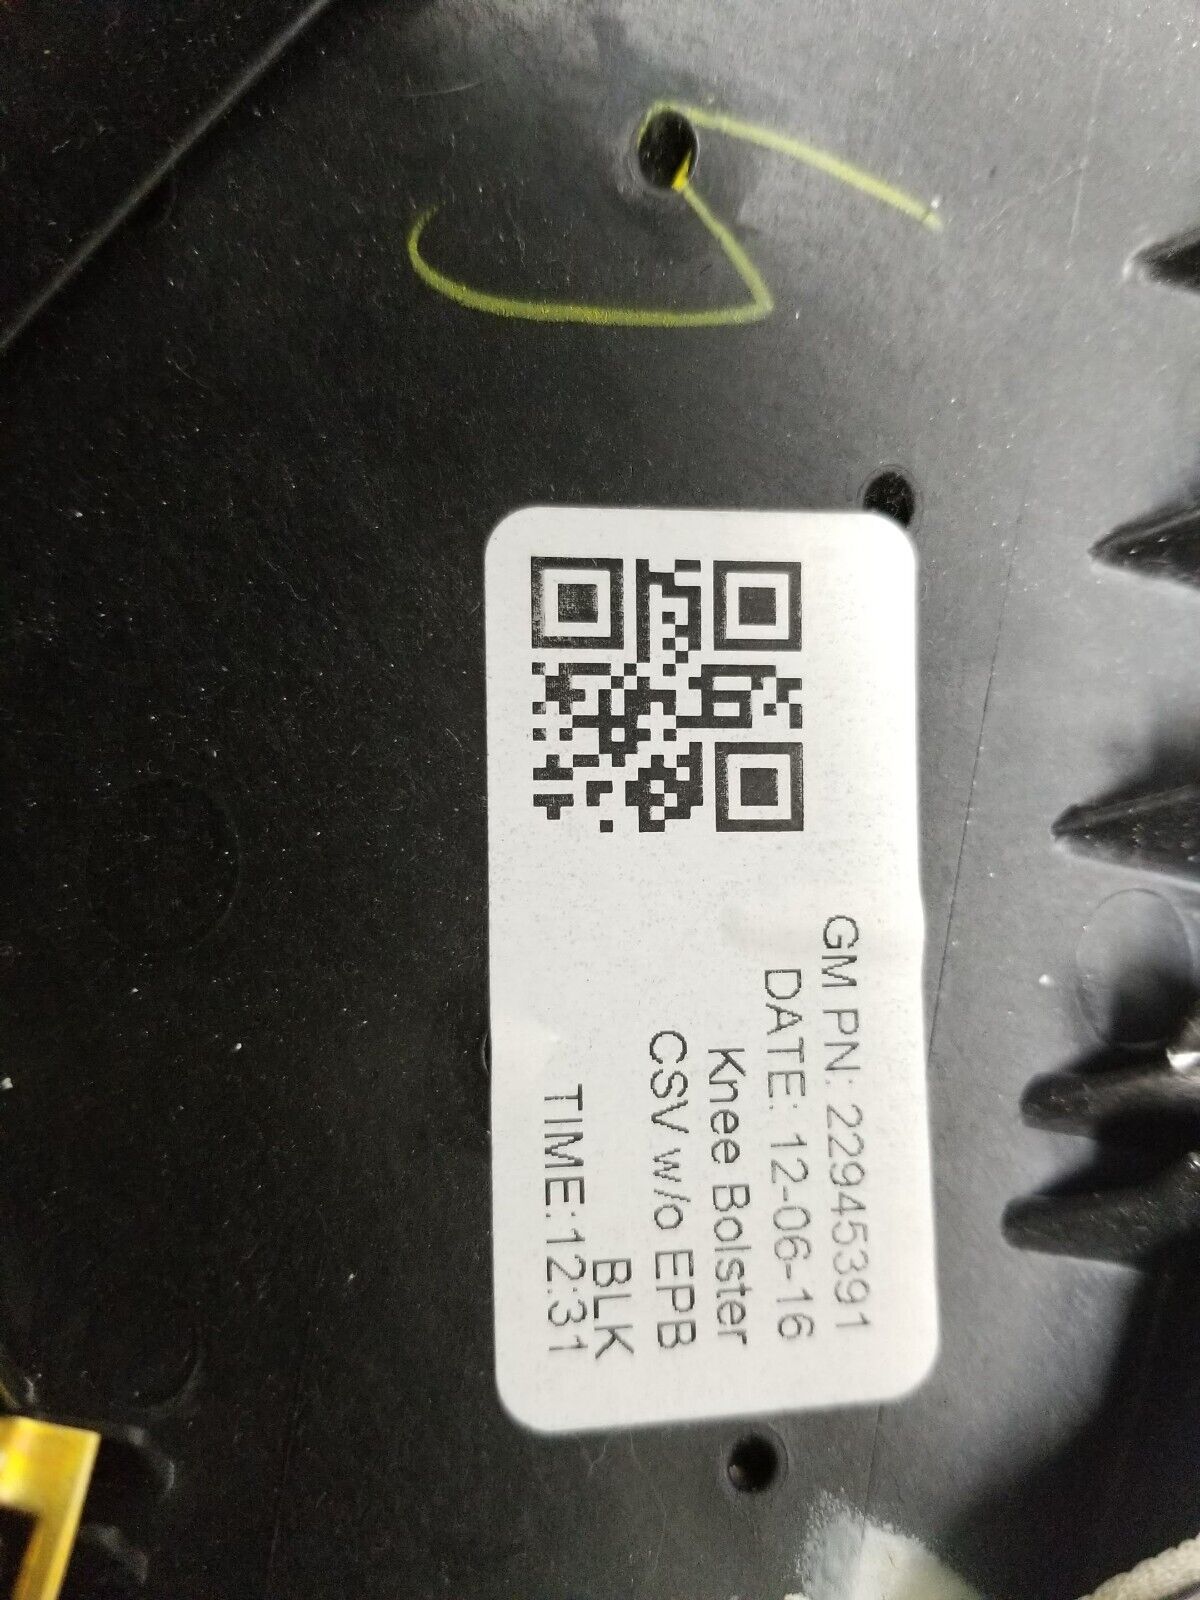 GM PN: 22945391
DATE: 12-06-16
Knee Bolster
CSV w/o EPB
BLK
TIME:12:31